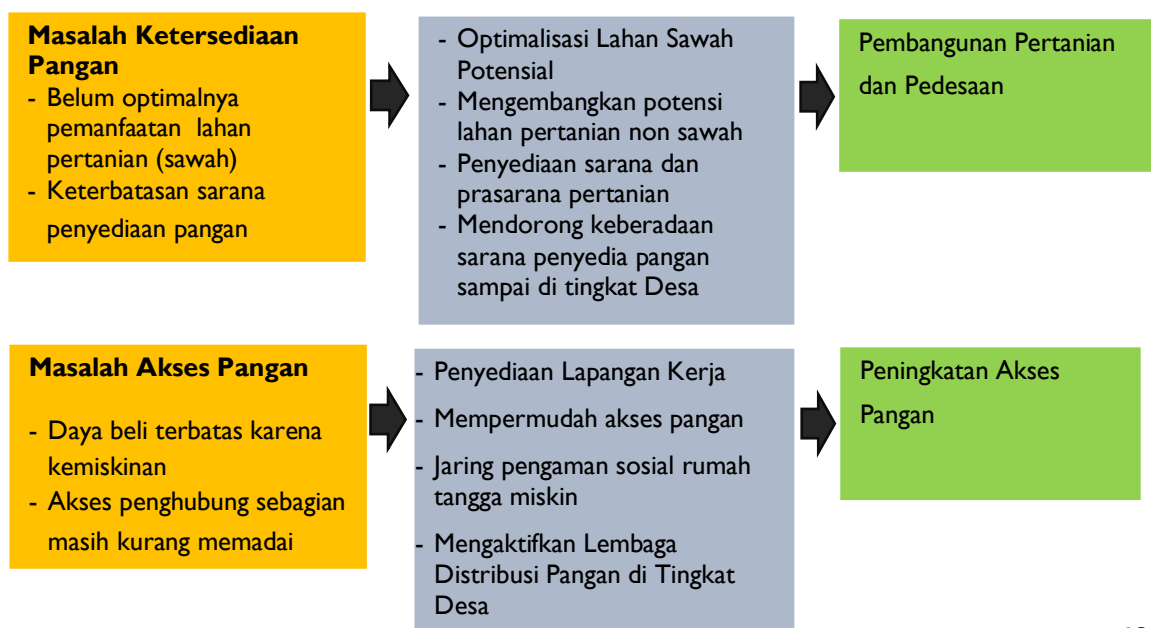 Masalah Ketersediaan
Pangan
- Belum optimalnya
pemanfaatan lahan
pertanian (sawah)
- Keterbatasan sarana
penyediaan pangan
- Optimalisasi Lahan Sawah
Potensial
- Mengembangkan potensi
lahan pertanian non sawah
- Penyediaan sarana dan
prasarana pertanian
- Mendorong keberadaan
sarana penyedia pangan
sampai di tingkat Desa
Pembangunan Pertanian
dan Pedesaan
Masalah Akses Pangan
- Daya beli terbatas karena
kemiskinan
- Akses penghubung sebagian
masih kurang memadai
- Penyediaan Lapangan Kerja
- Mempermudah akses pangan
- Jaring pengaman sosial rumah
tangga miskin
- Mengaktifkan Lembaga
Distribusi Pangan di Tingkat
Desa
Peningkatan Akses
Pangan